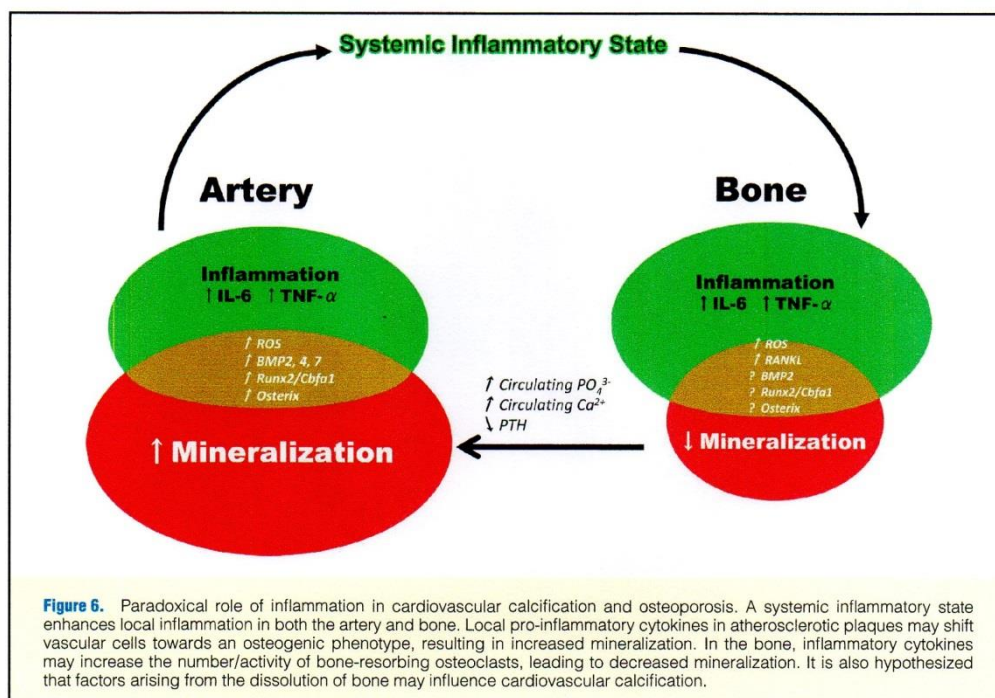 Systemic Inflammatory State
Artery
Bone
Inflammation
↑ IL-6 ↑ TNF-α
↑ ROS
↑ BMP2, 4, 7
↑ Runx2/Cbfa1
↑ Osterix
↑ Mineralization
Inflammation
↑ IL-6 ↑ TNF-α
↑ ROS
↑ RANKL
? BMP2
? Runx2/Cbfa1
? Osterix
↓ Mineralization
↑ Circulating PO₄³⁻
↑ Circulating Ca²⁺
↘ PTH
Figure 6. Paradoxical role of inflammation in cardiovascular calcification and osteoporosis. A systemic inflammatory state
enhances local inflammation in both the artery and bone. Local pro-inflammatory cytokines in atherosclerotic plaques may shift
vascular cells towards an osteogenic phenotype, resulting in increased mineralization. In the bone, inflammatory cytokines
may increase the number/activity of bone-resorbing osteoclasts, leading to decreased mineralization. It is also hypothesized
that factors arising from the dissolution of bone may influence cardiovascular calcification.